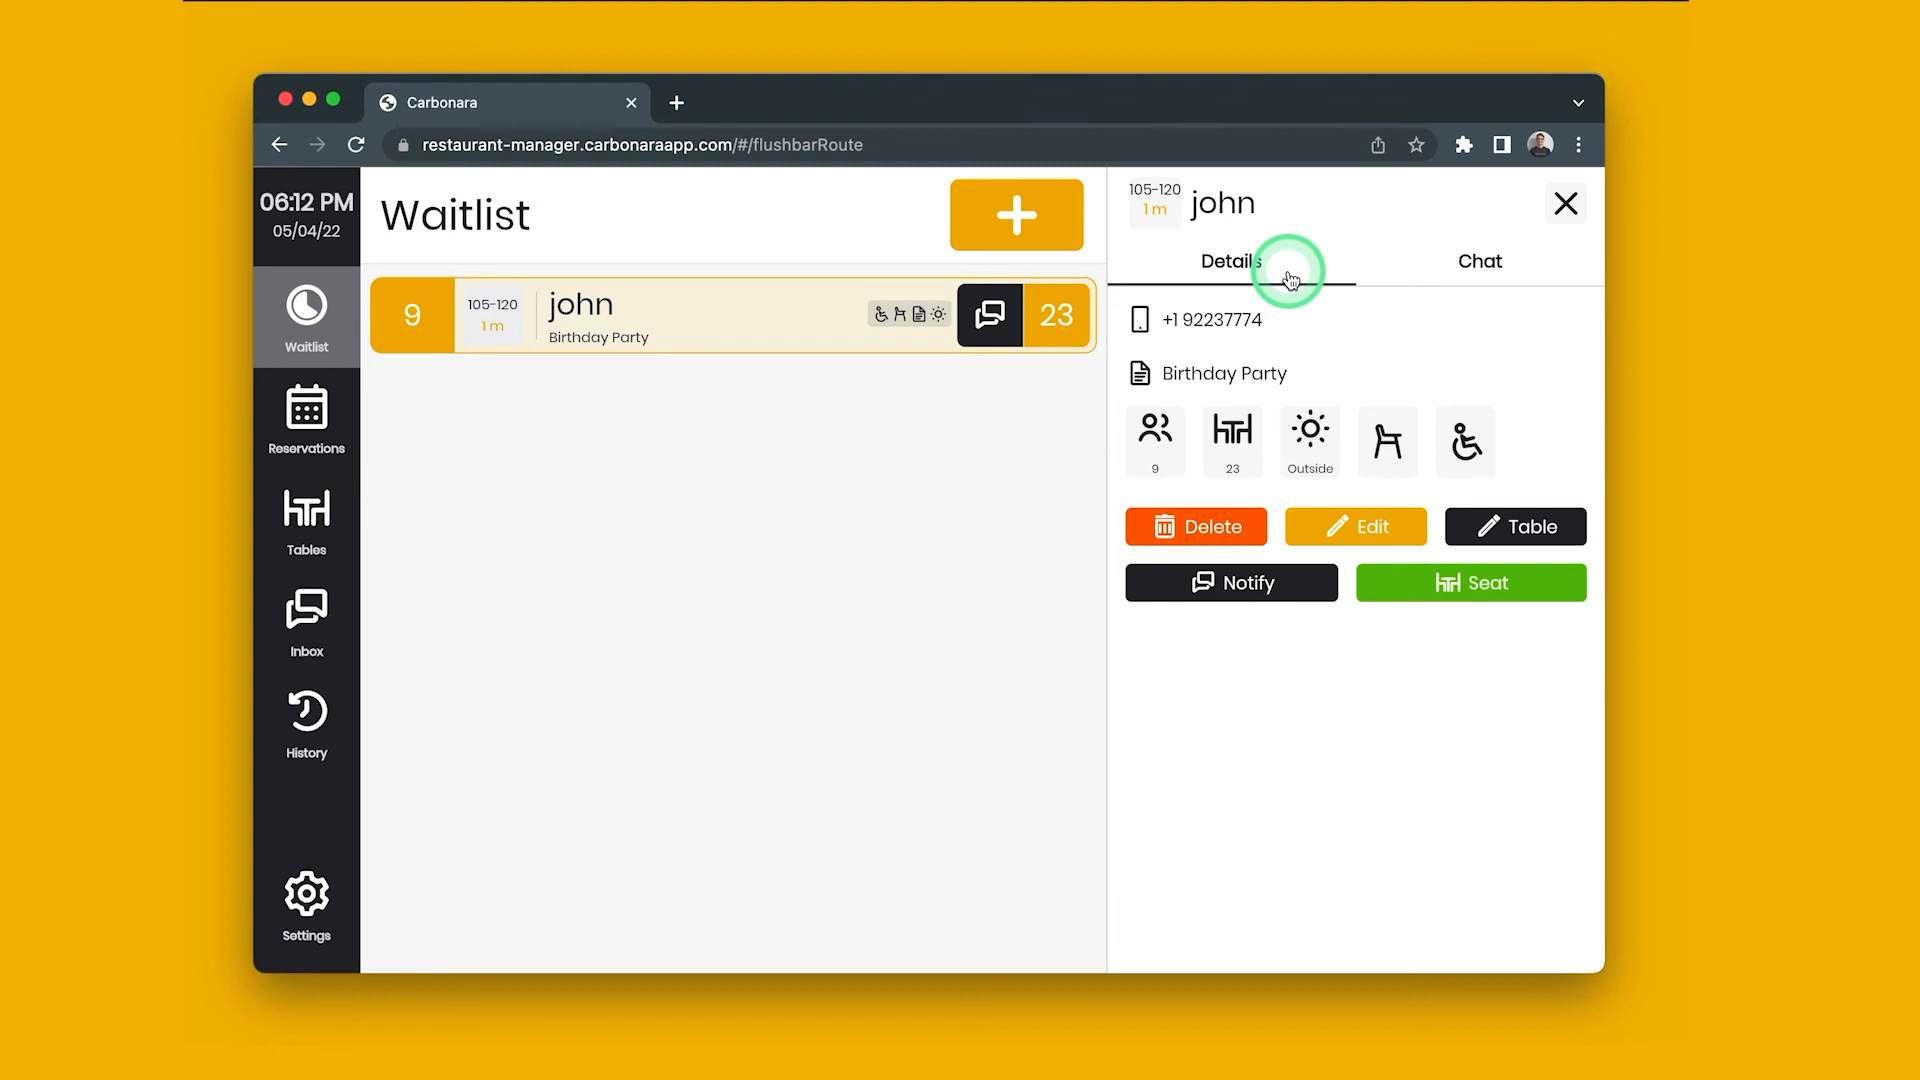 Carbonara
restaurant-manager.carbonaraapp.com/#/flushbarRoute
06:12 PM
05/04/22
Waitlist
Reservations
Tables
Inbox
History
Settings
Waitlist
9
105-120
1 m
john
Birthday Party
23
105-120
1 m
john
Details
Chat
+1 92237774
Birthday Party
9
23
Outside
Delete
Edit
Table
Notify
Seat